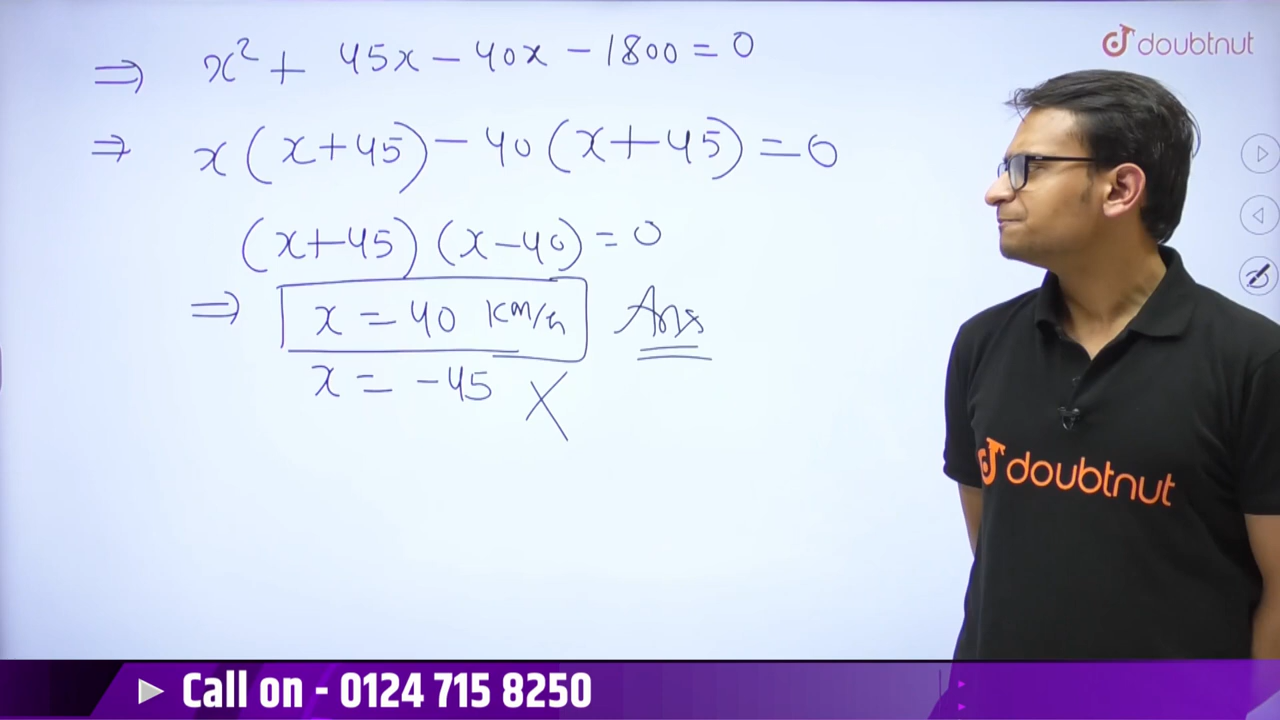 doubtnut
⇒ x² + 45x - 40x - 1800 = 0
⇒ x(x+45) - 40(x+45) = 0
(x+45)(x-40) = 0
⇒ x = 40 km/h Ans
x = -45 X
doubtnut
Call on - 0124 715 8250